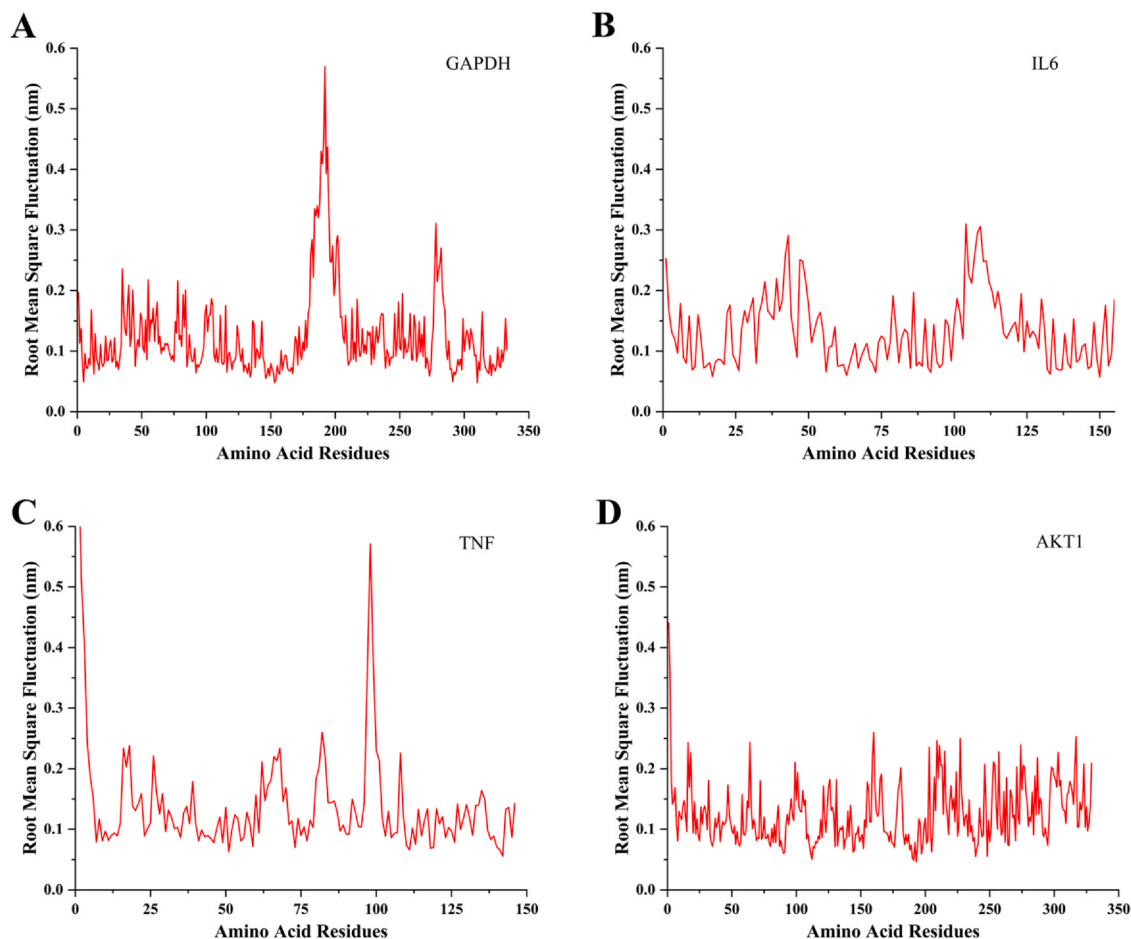 A
GAPDH
Root Mean Square Fluctuation (nm)
0.6
0.5
0.4
0.3
0.2
0.1
0.0
0 50 100 150 200 250 300 350
Amino Acid Residues
B
IL6
Root Mean Square Fluctuation (nm)
0.6
0.5
0.4
0.3
0.2
0.1
0.0
0 25 50 75 100 125 150
Amino Acid Residues
C
TNF
Root Mean Square Fluctuation (nm)
0.6
0.5
0.4
0.3
0.2
0.1
0.0
0 25 50 75 100 125 150
Amino Acid Residues
D
AKT1
Root Mean Square Fluctuation (nm)
0.6
0.5
0.4
0.3
0.2
0.1
0.0
0 50 100 150 200 250 300 350
Amino Acid Residues